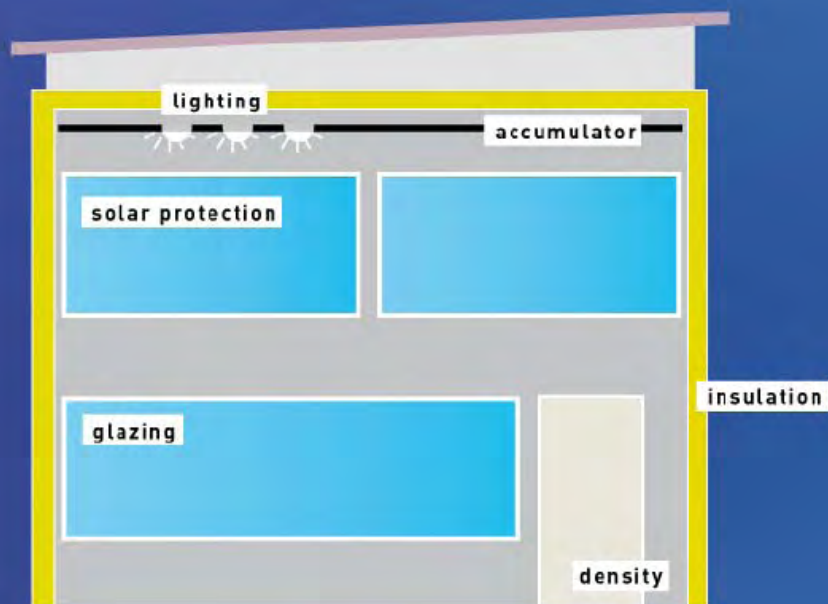 lighting
accumulator
solar protection
insulation
glazing
density